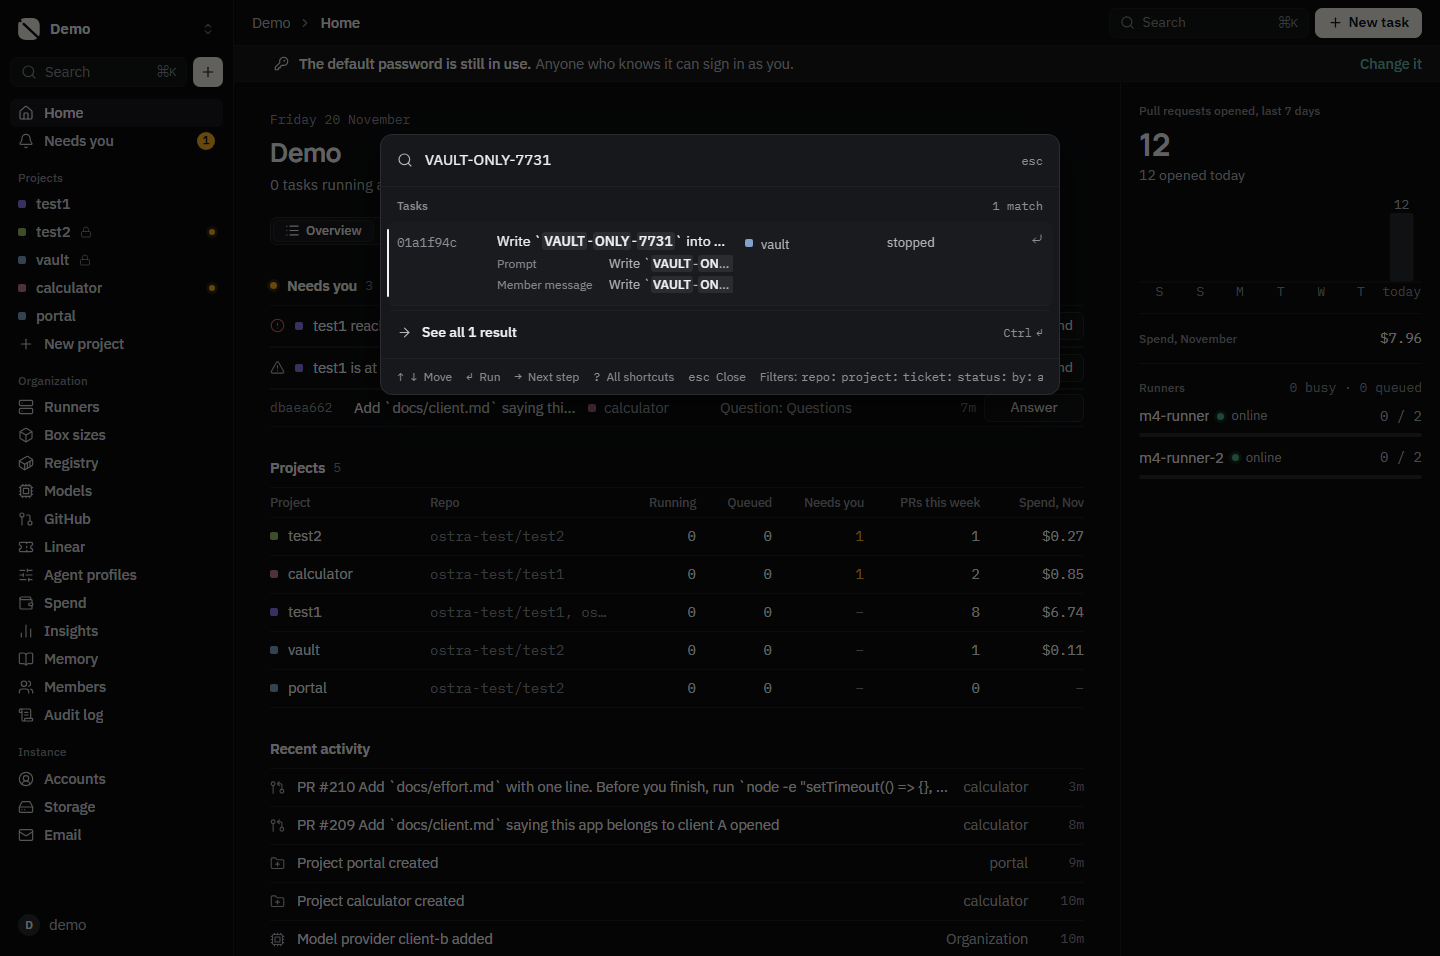 Demo
Search ⌘K
Home
Needs you 1
Projects
test1
test2
vault
calculator
portal
New project
Organization
Runners
Box sizes
Registry
Models
GitHub
Linear
Agent profiles
Spend
Insights
Memory
Members
Audit log
Instance
Accounts
Storage
Email
D demo
Demo > Home
Search ⌘K
New task
The default password is still in use. Anyone who knows it can sign in as you.
Change it
Friday 20 November
Demo
0 tasks running
Overview
VAULT-ONLY-7731
esc
Tasks
1 match
01a1f94c
Write `VAULT-ONLY-7731` into ...
vault
stopped
Prompt
Write `VAULT-ON...
Member message
Write `VAULT-ON...
See all 1 result
Ctrl ↵
↑ ↓ Move ↵ Run → Next step ? All shortcuts esc Close Filters: repo: project: ticket: status: by: a
Needs you 3
test1 reac
nd
test1 is at
nd
dbaea662 Add `docs/client.md` saying thi... calculator Question: Questions 7m Answer
Projects 5
Project Repo Running Queued Needs you PRs this week Spend, Nov
test2 ostra-test/test2 0 0 1 1 $0.27
calculator ostra-test/test1 0 0 1 2 $0.85
test1 ostra-test/test1, os… 0 0 – 8 $6.74
vault ostra-test/test2 0 0 – 1 $0.11
portal ostra-test/test2 0 0 – 0 –
Recent activity
PR #210 Add `docs/effort.md` with one line. Before you finish, run `node -e "setTimeout(() => {}, ... calculator 3m
PR #209 Add `docs/client.md` saying this app belongs to client A opened calculator 8m
Project portal created portal 9m
Project calculator created calculator 10m
Model provider client-b added Organization 10m
Pull requests opened, last 7 days
12
12 opened today
12
S S M T W T today
Spend, November $7.96
Runners 0 busy · 0 queued
m4-runner online 0 / 2
m4-runner-2 online 0 / 2